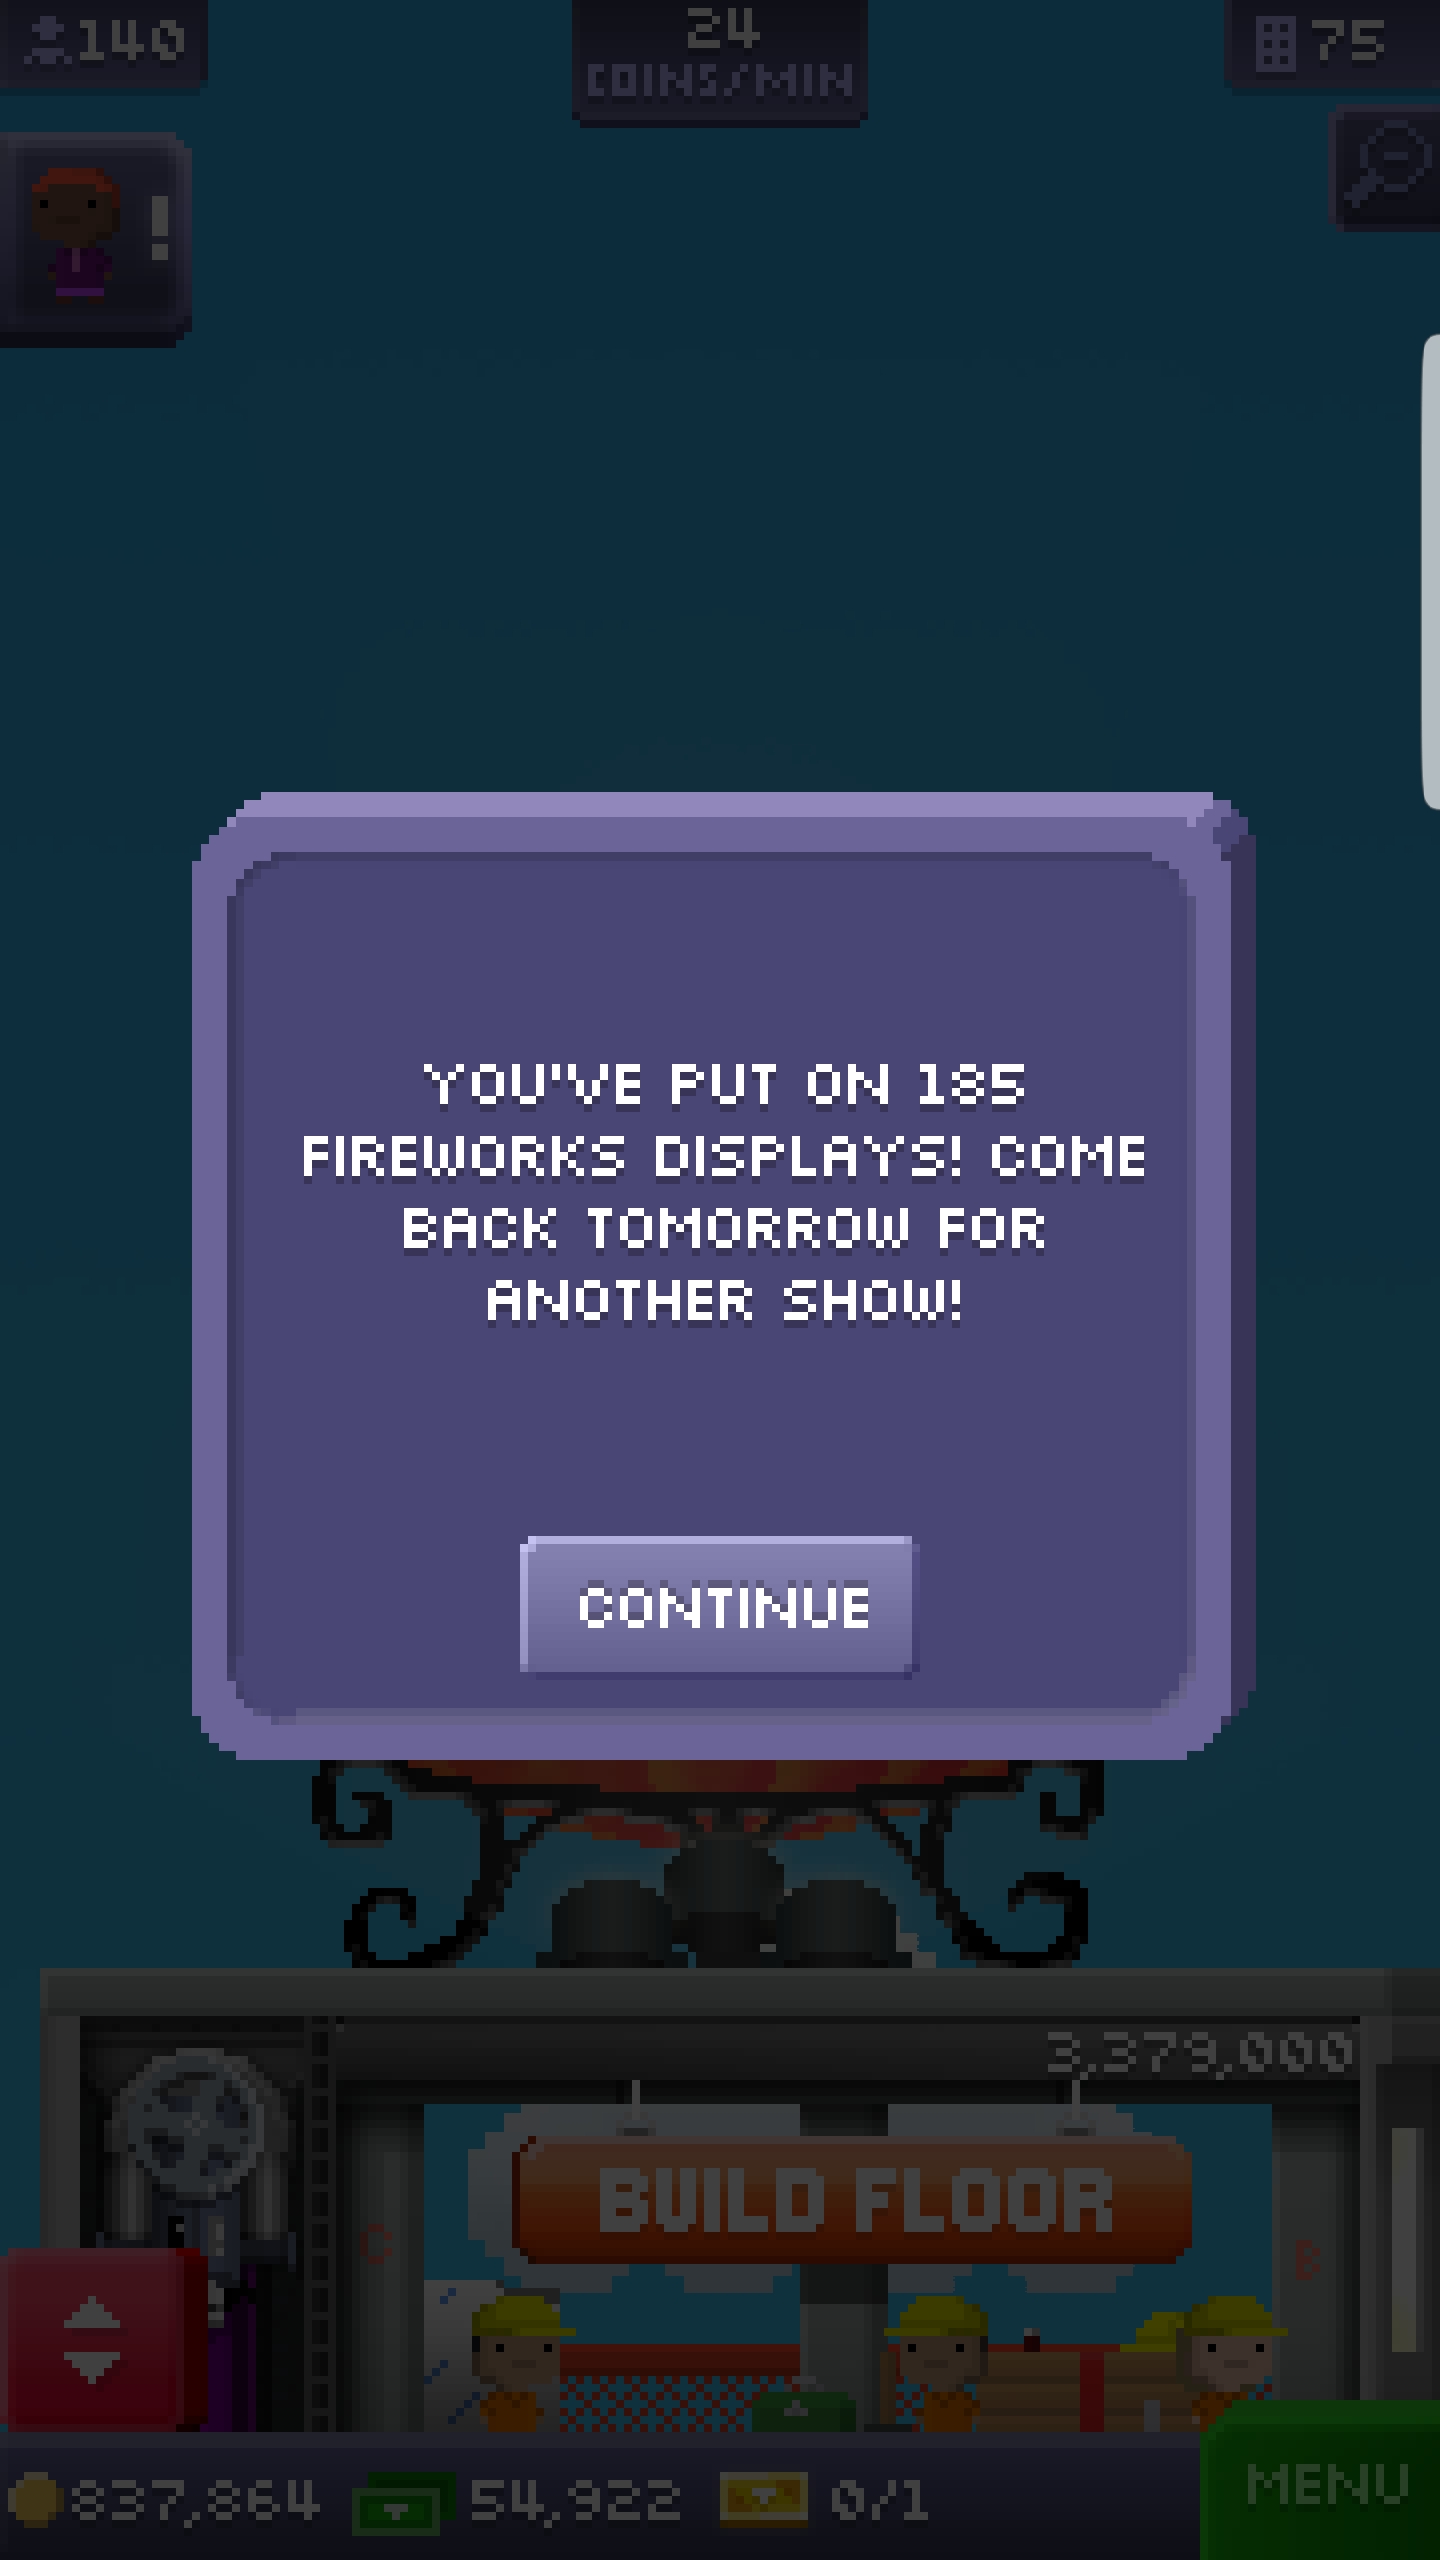 140
24
COINS/MIN
75
!
YOU'VE PUT ON 185
FIREWORKS DISPLAYS! COME
BACK TOMORROW FOR
ANOTHER SHOW!
CONTINUE
3,379,000
BUILD FLOOR
C
B
837,864
54,922
0/1
MENU